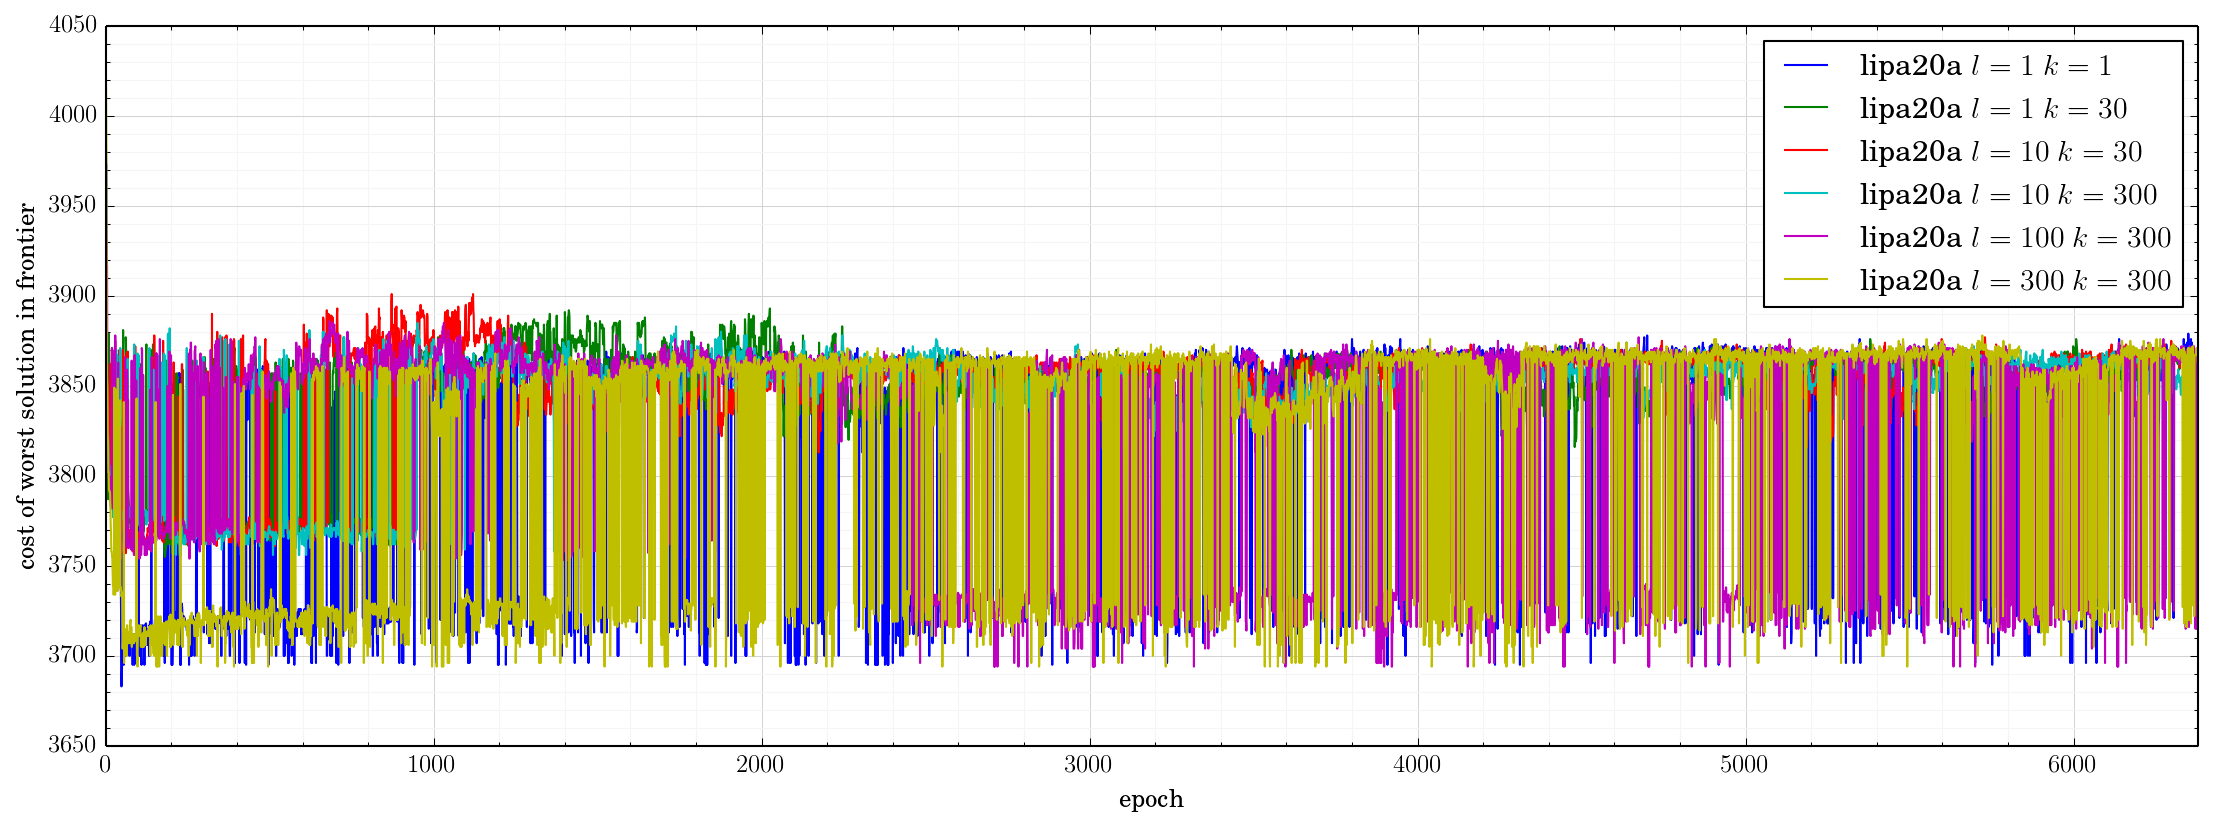 4050
4000
3950
3900
3850
3800
3750
3700
3650
cost of worst solution in frontier
lipa20a l = 1 k = 1
lipa20a l = 1 k = 30
lipa20a l = 10 k = 30
lipa20a l = 10 k = 300
lipa20a l = 100 k = 300
lipa20a l = 300 k = 300
0 1000 2000 3000 4000 5000 6000
epoch